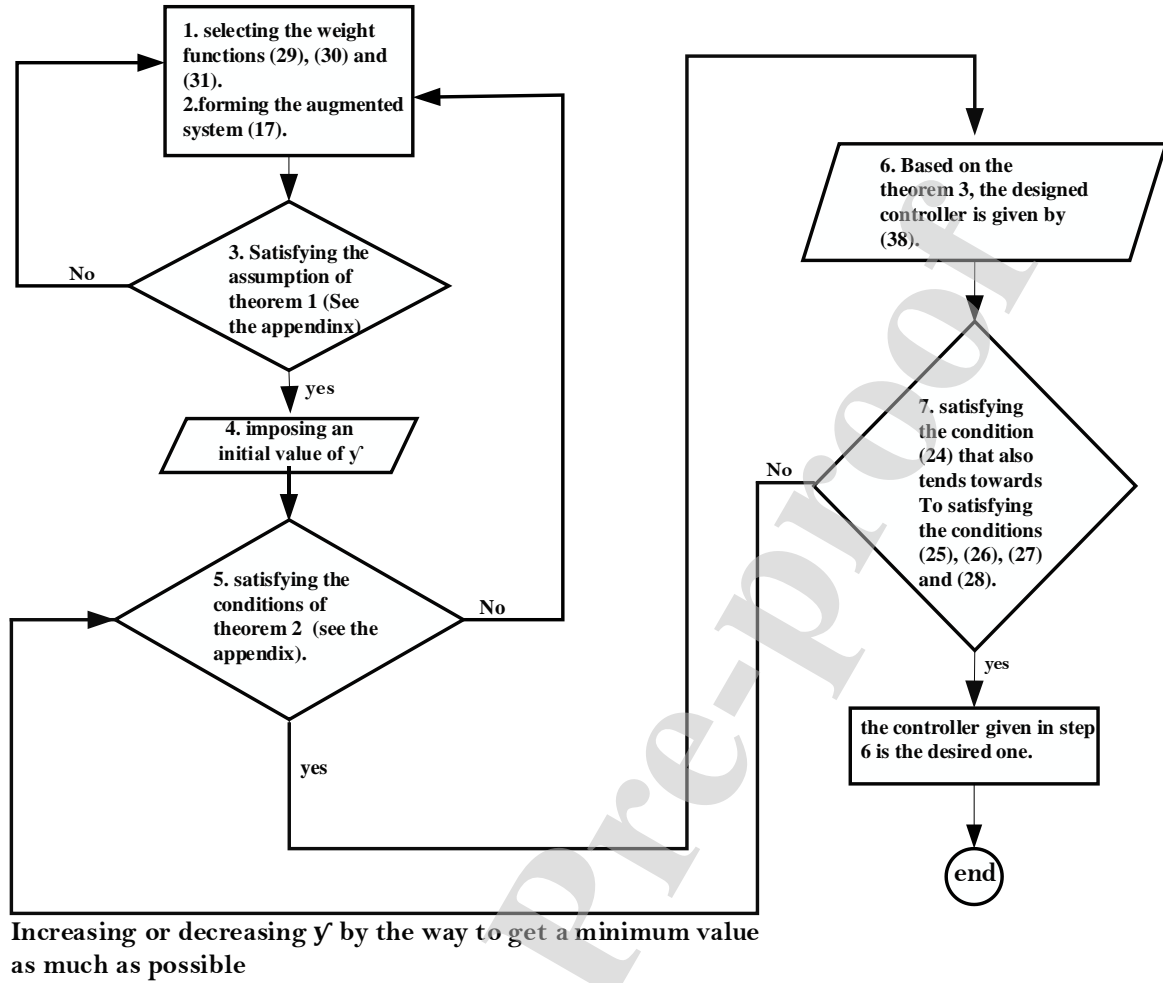 1. selecting the weight
functions (29), (30) and
(31).
2.forming the augmented
system (17).
No
3. Satisfying the
assumption of
theorem 1 (See
the appendinx)
yes
4. imposing an
initial value of ƴ
5. satisfying the
conditions of
theorem 2 (see the
appendix).
No
yes
6. Based on the
theorem 3, the designed
controller is given by
(38).
7. satisfying
the condition
(24) that also
tends towards
To satisfying
the conditions
(25), (26), (27)
and (28).
No
yes
the controller given in step
6 is the desired one.
end
Increasing or decreasing ƴ by the way to get a minimum value
as much as possible
Pre-proof